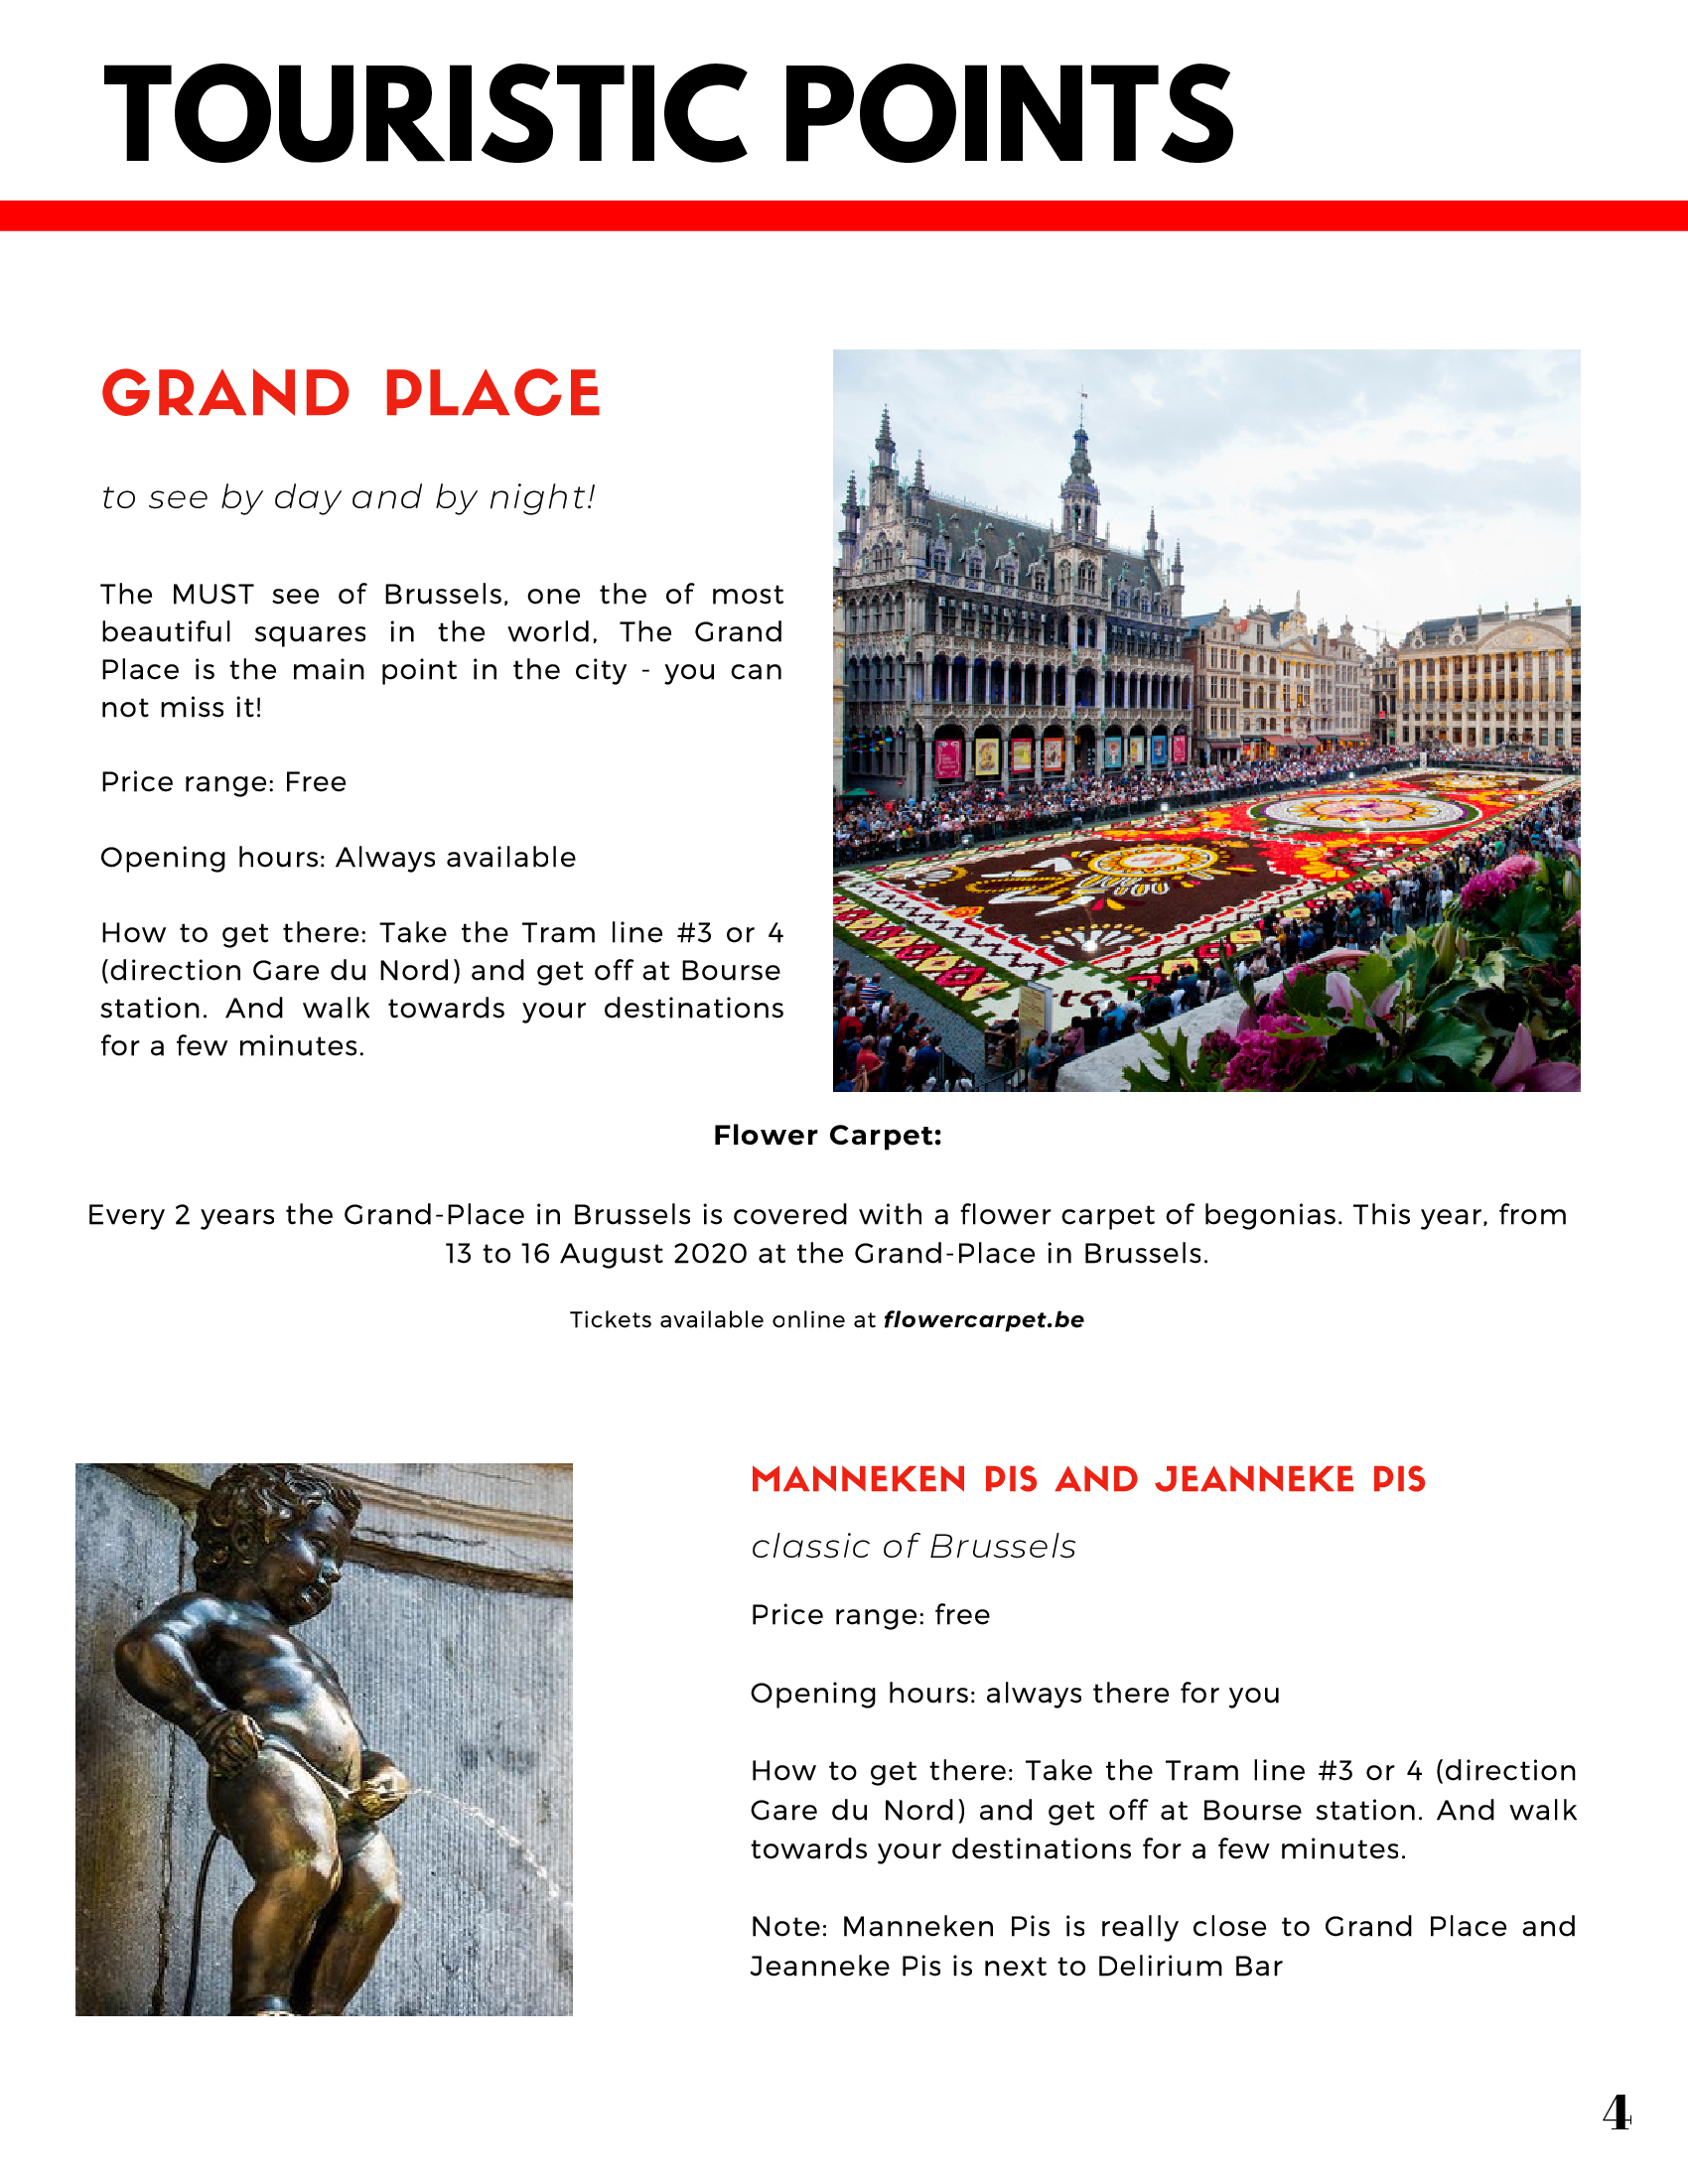 TOURISTIC POINTS
GRAND PLACE
to see by day and by night!
The MUST see of Brussels, one the of most
beautiful squares in the world, The Grand
Place is the main point in the city - you can
not miss it!
Price range: Free
Opening hours: Always available
How to get there: Take the Tram line #3 or 4
(direction Gare du Nord) and get off at Bourse
station. And walk towards your destinations
for a few minutes.
Flower Carpet:
Every 2 years the Grand-Place in Brussels is covered with a flower carpet of begonias. This year, from
13 to 16 August 2020 at the Grand-Place in Brussels.
Tickets available online at flowercarpet.be
MANNEKEN PIS AND JEANNEKE PIS
classic of Brussels
Price range: free
Opening hours: always there for you
How to get there: Take the Tram line #3 or 4 (direction
Gare du Nord) and get off at Bourse station. And walk
towards your destinations for a few minutes.
Note: Manneken Pis is really close to Grand Place and
Jeanneke Pis is next to Delirium Bar
4